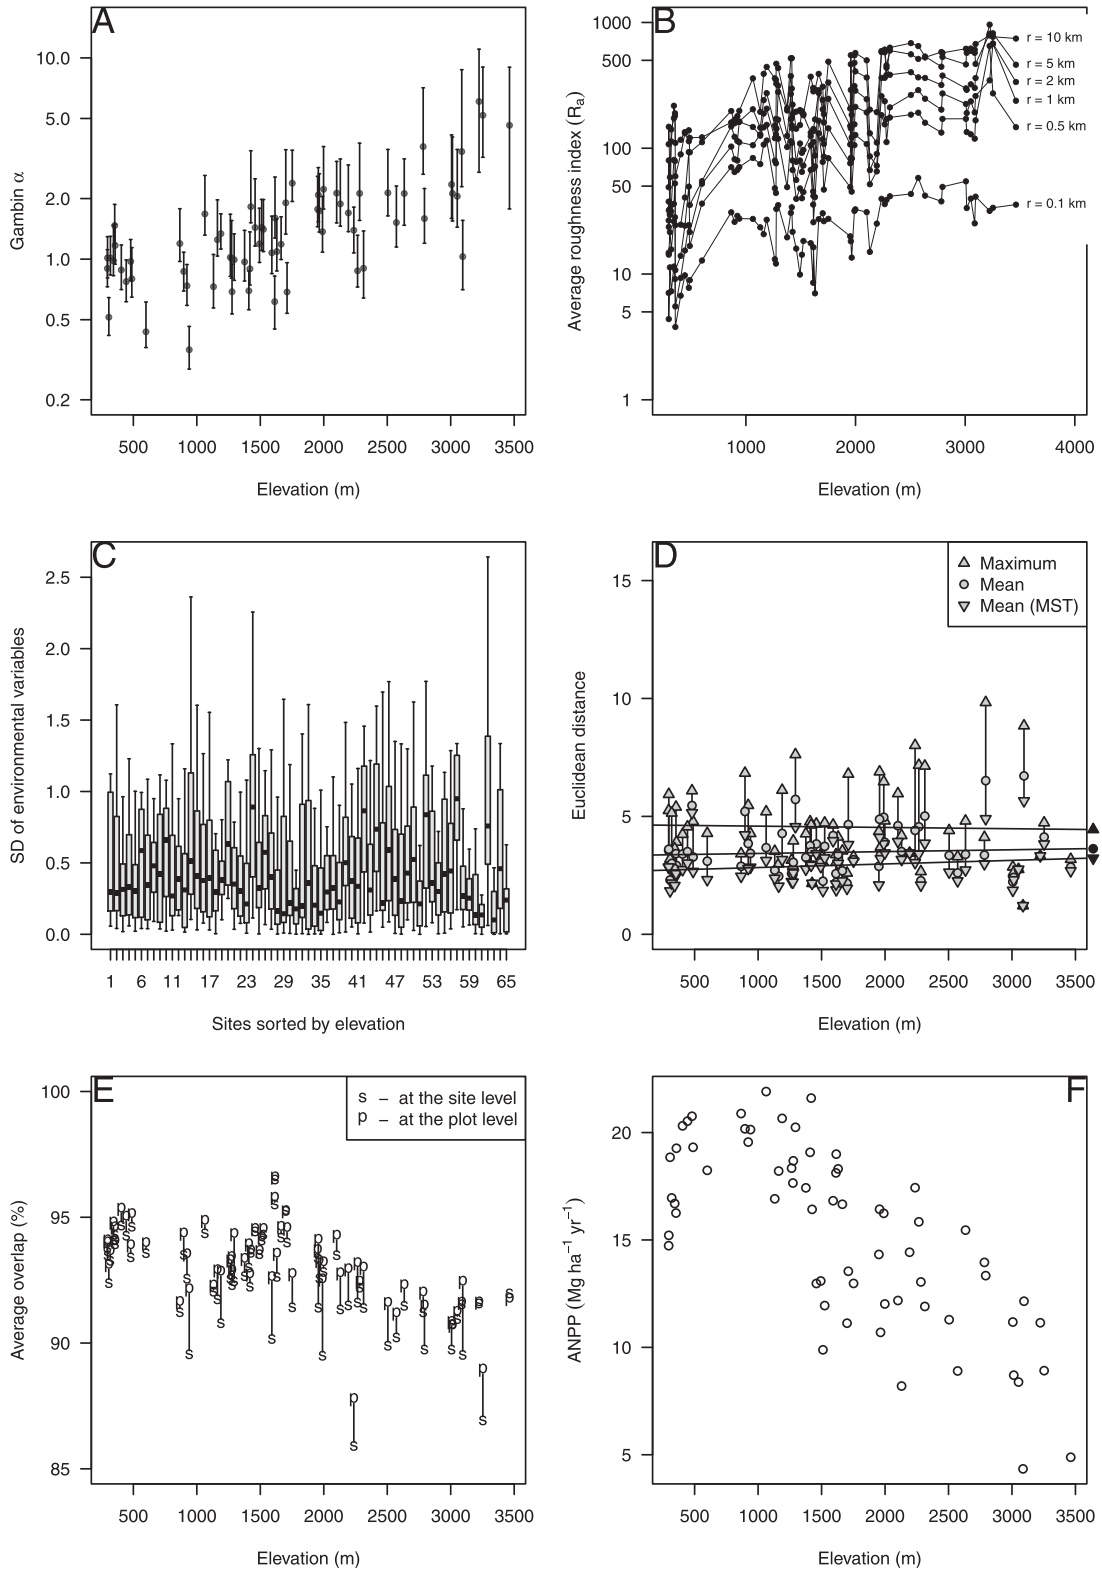 A
10.0
5.0
2.0
1.0
0.5
0.2
Gambin α
500 1000 1500 2000 2500 3000 3500
Elevation (m)
B
1000
500
100
50
10
5
1
Average roughness index (Ra)
r = 10 km
r = 5 km
r = 2 km
r = 1 km
r = 0.5 km
r = 0.1 km
1000 2000 3000 4000
Elevation (m)
C
2.5
2.0
1.5
1.0
0.5
0.0
SD of environmental variables
1 6 11 17 23 29 35 41 47 53 59 65
Sites sorted by elevation
D
Maximum
Mean
Mean (MST)
15
10
5
0
Euclidean distance
500 1000 1500 2000 2500 3000 3500
Elevation (m)
E
s – at the site level
p – at the plot level
100
95
90
85
Average overlap (%)
500 1000 1500 2000 2500 3000 3500
Elevation (m)
F
20
15
10
5
ANPP (Mg ha⁻¹ yr⁻¹)
500 1000 1500 2000 2500 3000 3500
Elevation (m)